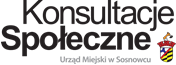 Konsultacje
Społeczne
Urząd Miejski w Sosnowcu